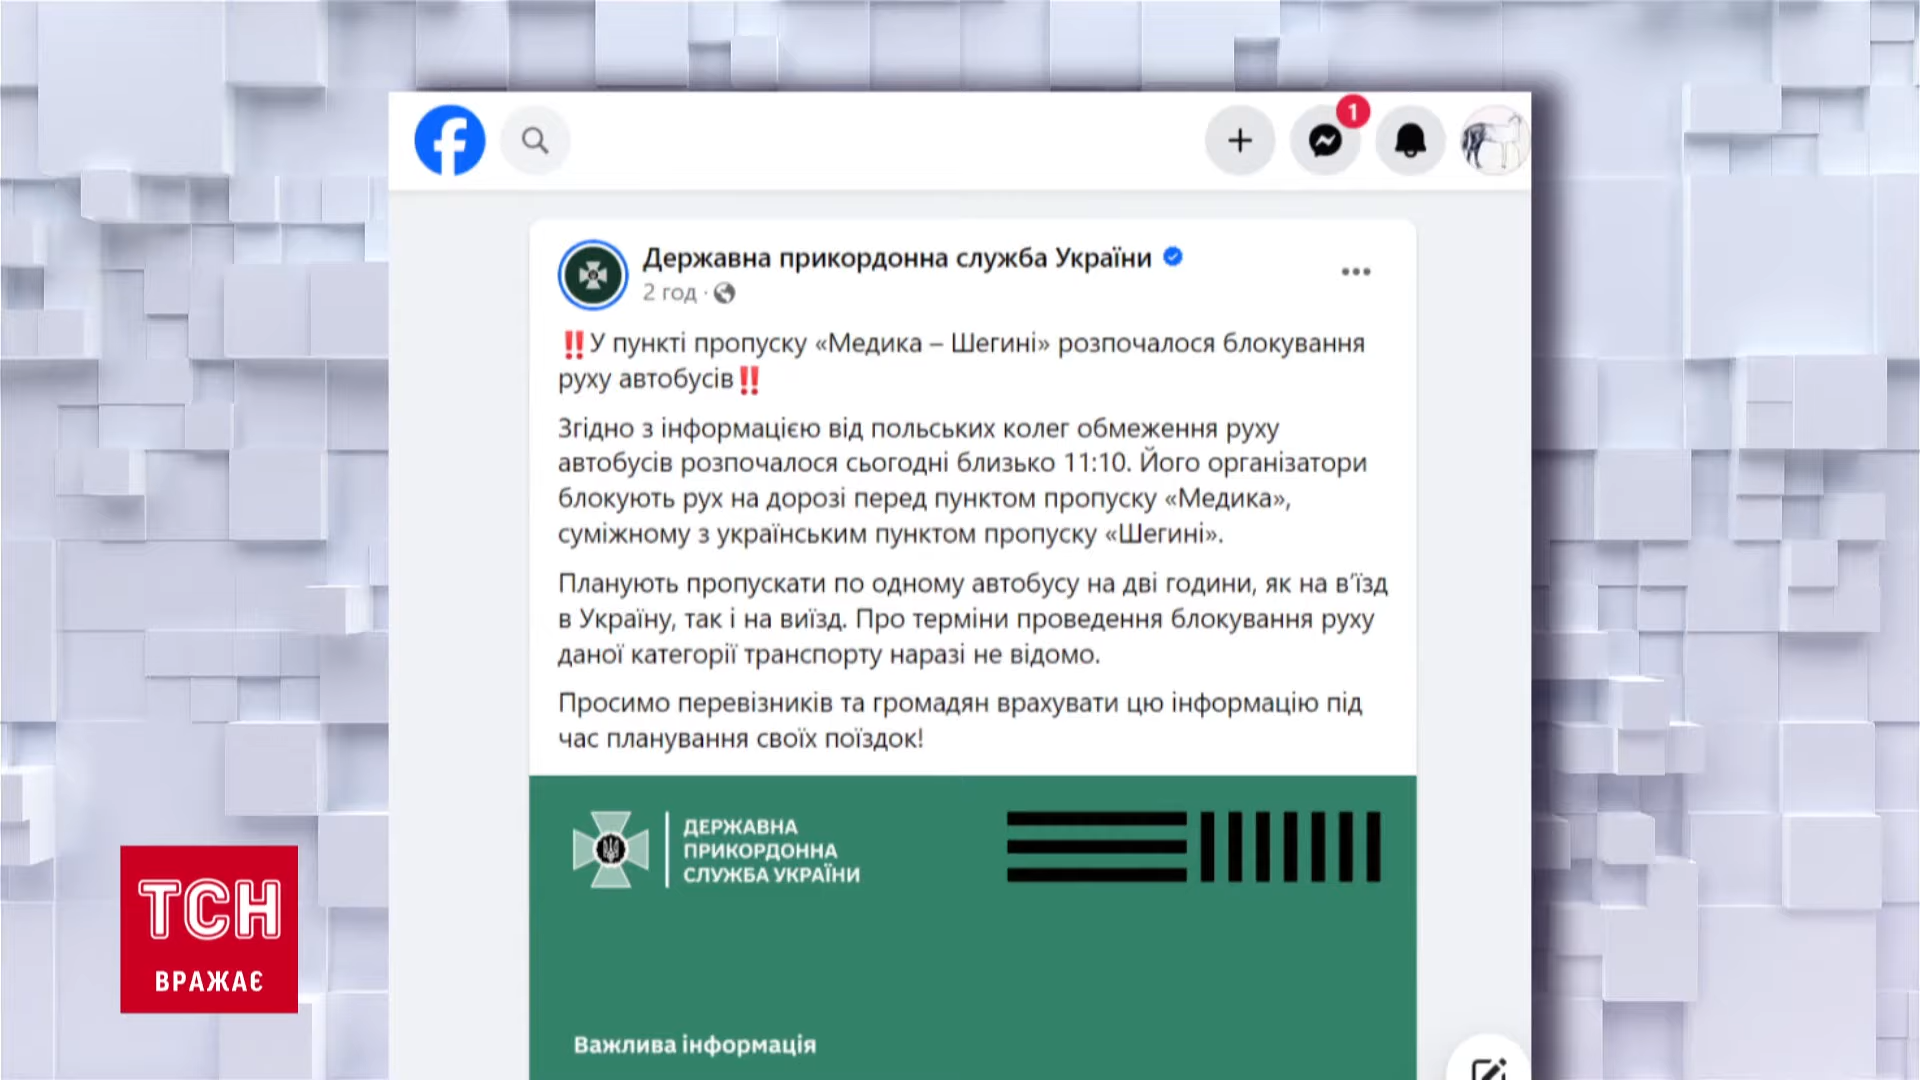 1
Державна прикордонна служба України
2 год ·
‼️У пункті пропуску «Медика – Шегині» розпочалося блокування
руху автобусів‼️
Згідно з інформацією від польських колег обмеження руху
автобусів розпочалося сьогодні близько 11:10. Його організатори
блокують рух на дорозі перед пунктом пропуску «Медика»,
суміжному з українським пунктом пропуску «Шегині».
Планують пропускати по одному автобусу на дві години, як на в’їзд
в Україну, так і на виїзд. Про терміни проведення блокування руху
даної категорії транспорту наразі не відомо.
Просимо перевізників та громадян врахувати цю інформацію під
час планування своїх поїздок!
ДЕРЖАВНА
ПРИКОРДОННА
СЛУЖБА УКРАЇНИ
Важлива інформація
ТСН
ВРАЖАЄ